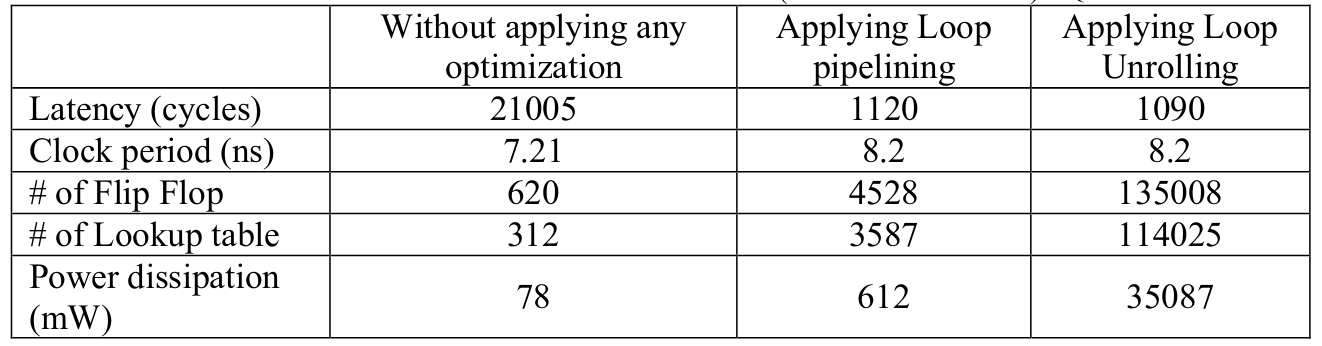 Without applying any Applying Loop Applying Loop
optimization pipelining Unrolling
Latency (cycles) 21005 1120 1090
Clock period (ns) 7.21 8.2 8.2
# of Flip Flop 620 4528 135008
# of Lookup table 312 3587 114025
Power dissipation
(mW) 78 612 35087